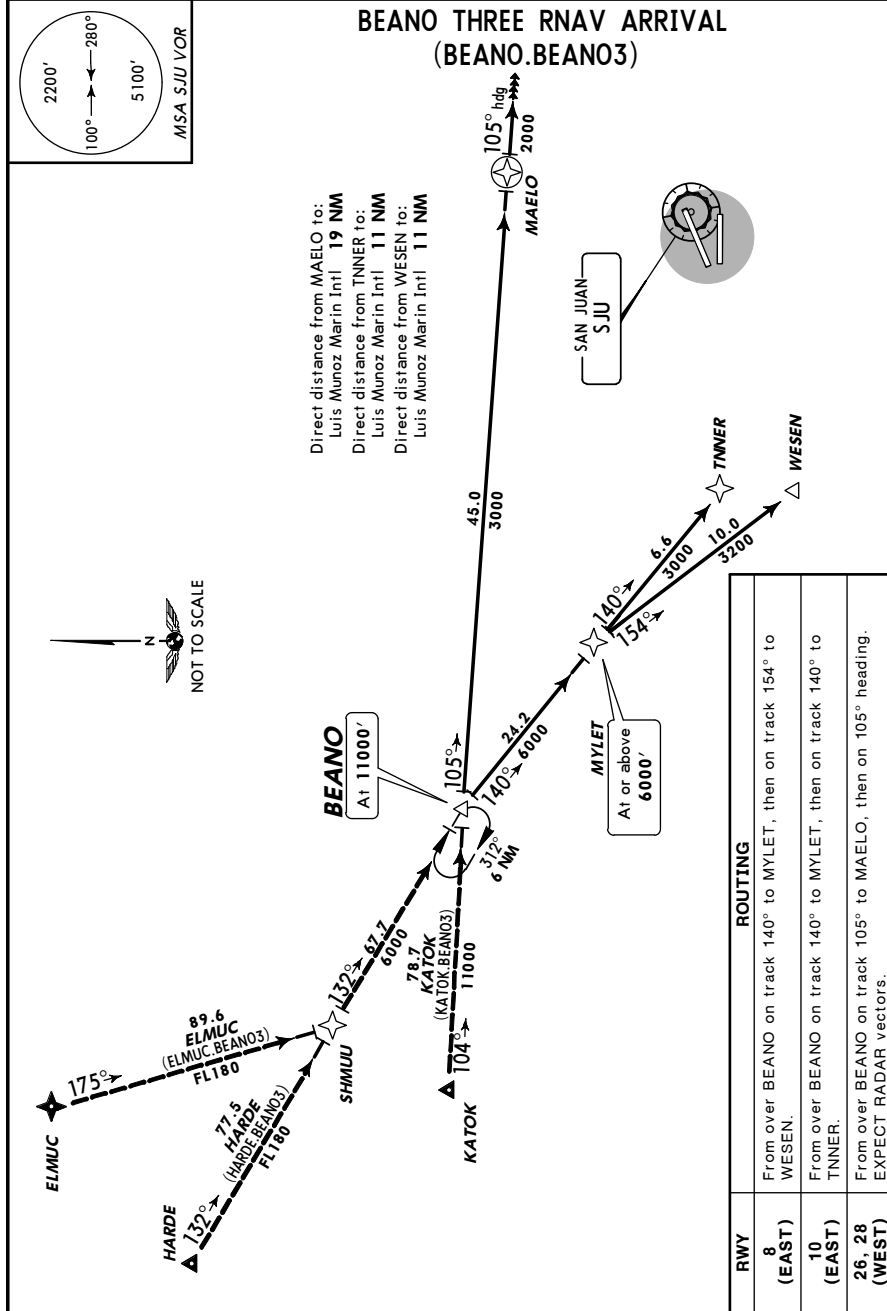 BEANO THREE RNAV ARRIVAL
(BEANO.BEANO3)
2200'
100°
280°
5100'
MSA SJU VOR
Direct distance from MAELO to:
Luis Munoz Marin Intl 19 NM
Direct distance from TNNER to:
Luis Munoz Marin Intl 11 NM
Direct distance from WESEN to:
Luis Munoz Marin Intl 11 NM
N
NOT TO SCALE
105° hdg
2000
MAELO
SAN JUAN
SJU
45.0
3000
BEANO
At 11000'
105°
140°
24.2
6000
312°
6 NM
MYLET
At or above
6000'
140°
6.6
3000
TNNER
154°
10.0
3200
WESEN
ELMUC
175°
89.6
ELMUC
(ELMUC.BEANO3)
FL180
HARDE
132°
77.5
HARDE
(HARDE.BEANO3)
FL180
SHMUU
132°
67.7
6000
KATOK
104°
78.7
KATOK
(KATOK.BEANO3)
11000
RWY ROUTING
8
(EAST)
From over BEANO on track 140° to MYLET, then on track 154° to
WESEN.
10
(EAST)
From over BEANO on track 140° to MYLET, then on track 140° to
TNNER.
26, 28
(WEST)
From over BEANO on track 105° to MAELO, then on 105° heading.
EXPECT RADAR vectors.